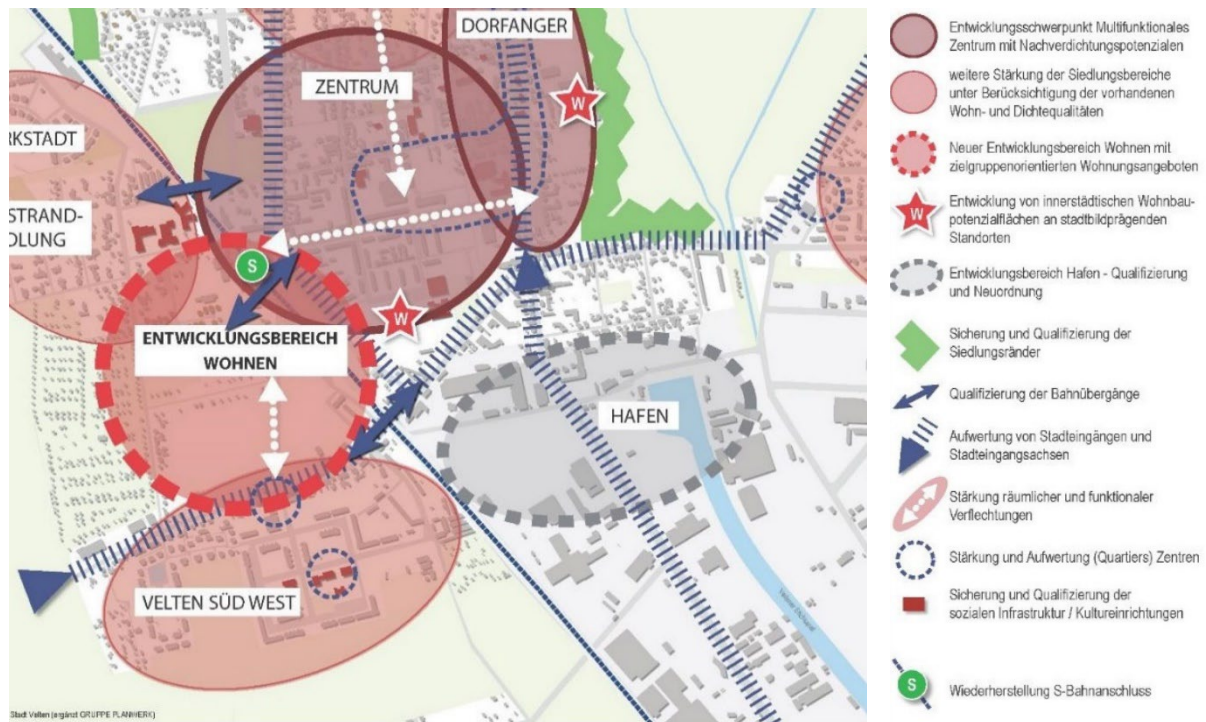 DORFANGER
ZENTRUM
W
RKSTADT
STRAND-
DLUNG
S
W
ENTWICKLUNGSBEREICH
WOHNEN
HAFEN
VELTEN SÜD WEST
Stadt Velten (ergänzt GRUPPE PLANWERK)
Entwicklungsschwerpunkt Multifunktionales
Zentrum mit Nachverdichtungspotenzialen
weitere Stärkung der Siedlungsbereiche
unter Berücksichtigung der vorhandenen
Wohn- und Dichtequalitäten
Neuer Entwicklungsbereich Wohnen mit
zielgruppenorientierten Wohnungsangeboten
W
Entwicklung von innerstädtischen Wohnbau-
potenzialflächen an stadtbildprägenden
Standorten
Entwicklungsbereich Hafen - Qualifizierung
und Neuordnung
Sicherung und Qualifizierung der
Siedlungsränder
Qualifizierung der Bahnübergänge
Aufwertung von Stadteingängen und
Stadteingangsachsen
Stärkung räumlicher und funktionaler
Verflechtungen
Stärkung und Aufwertung (Quartiers) Zentren
Sicherung und Qualifizierung der
sozialen Infrastruktur / Kultureinrichtungen
S
Wiederherstellung S-Bahnanschluss